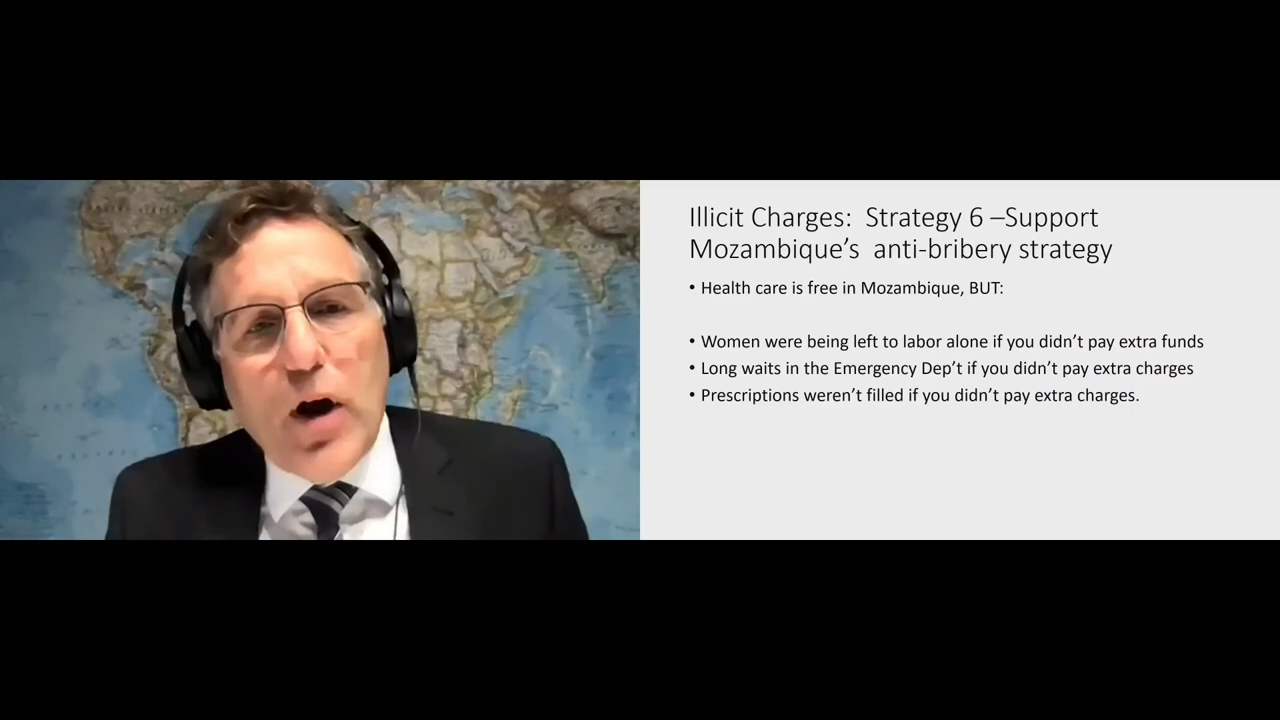 Illicit Charges:  Strategy 6 –Support
Mozambique’s  anti-bribery strategy
• Health care is free in Mozambique, BUT:
• Women were being left to labor alone if you didn’t pay extra funds
• Long waits in the Emergency Dep’t if you didn’t pay extra charges
• Prescriptions weren’t filled if you didn’t pay extra charges.